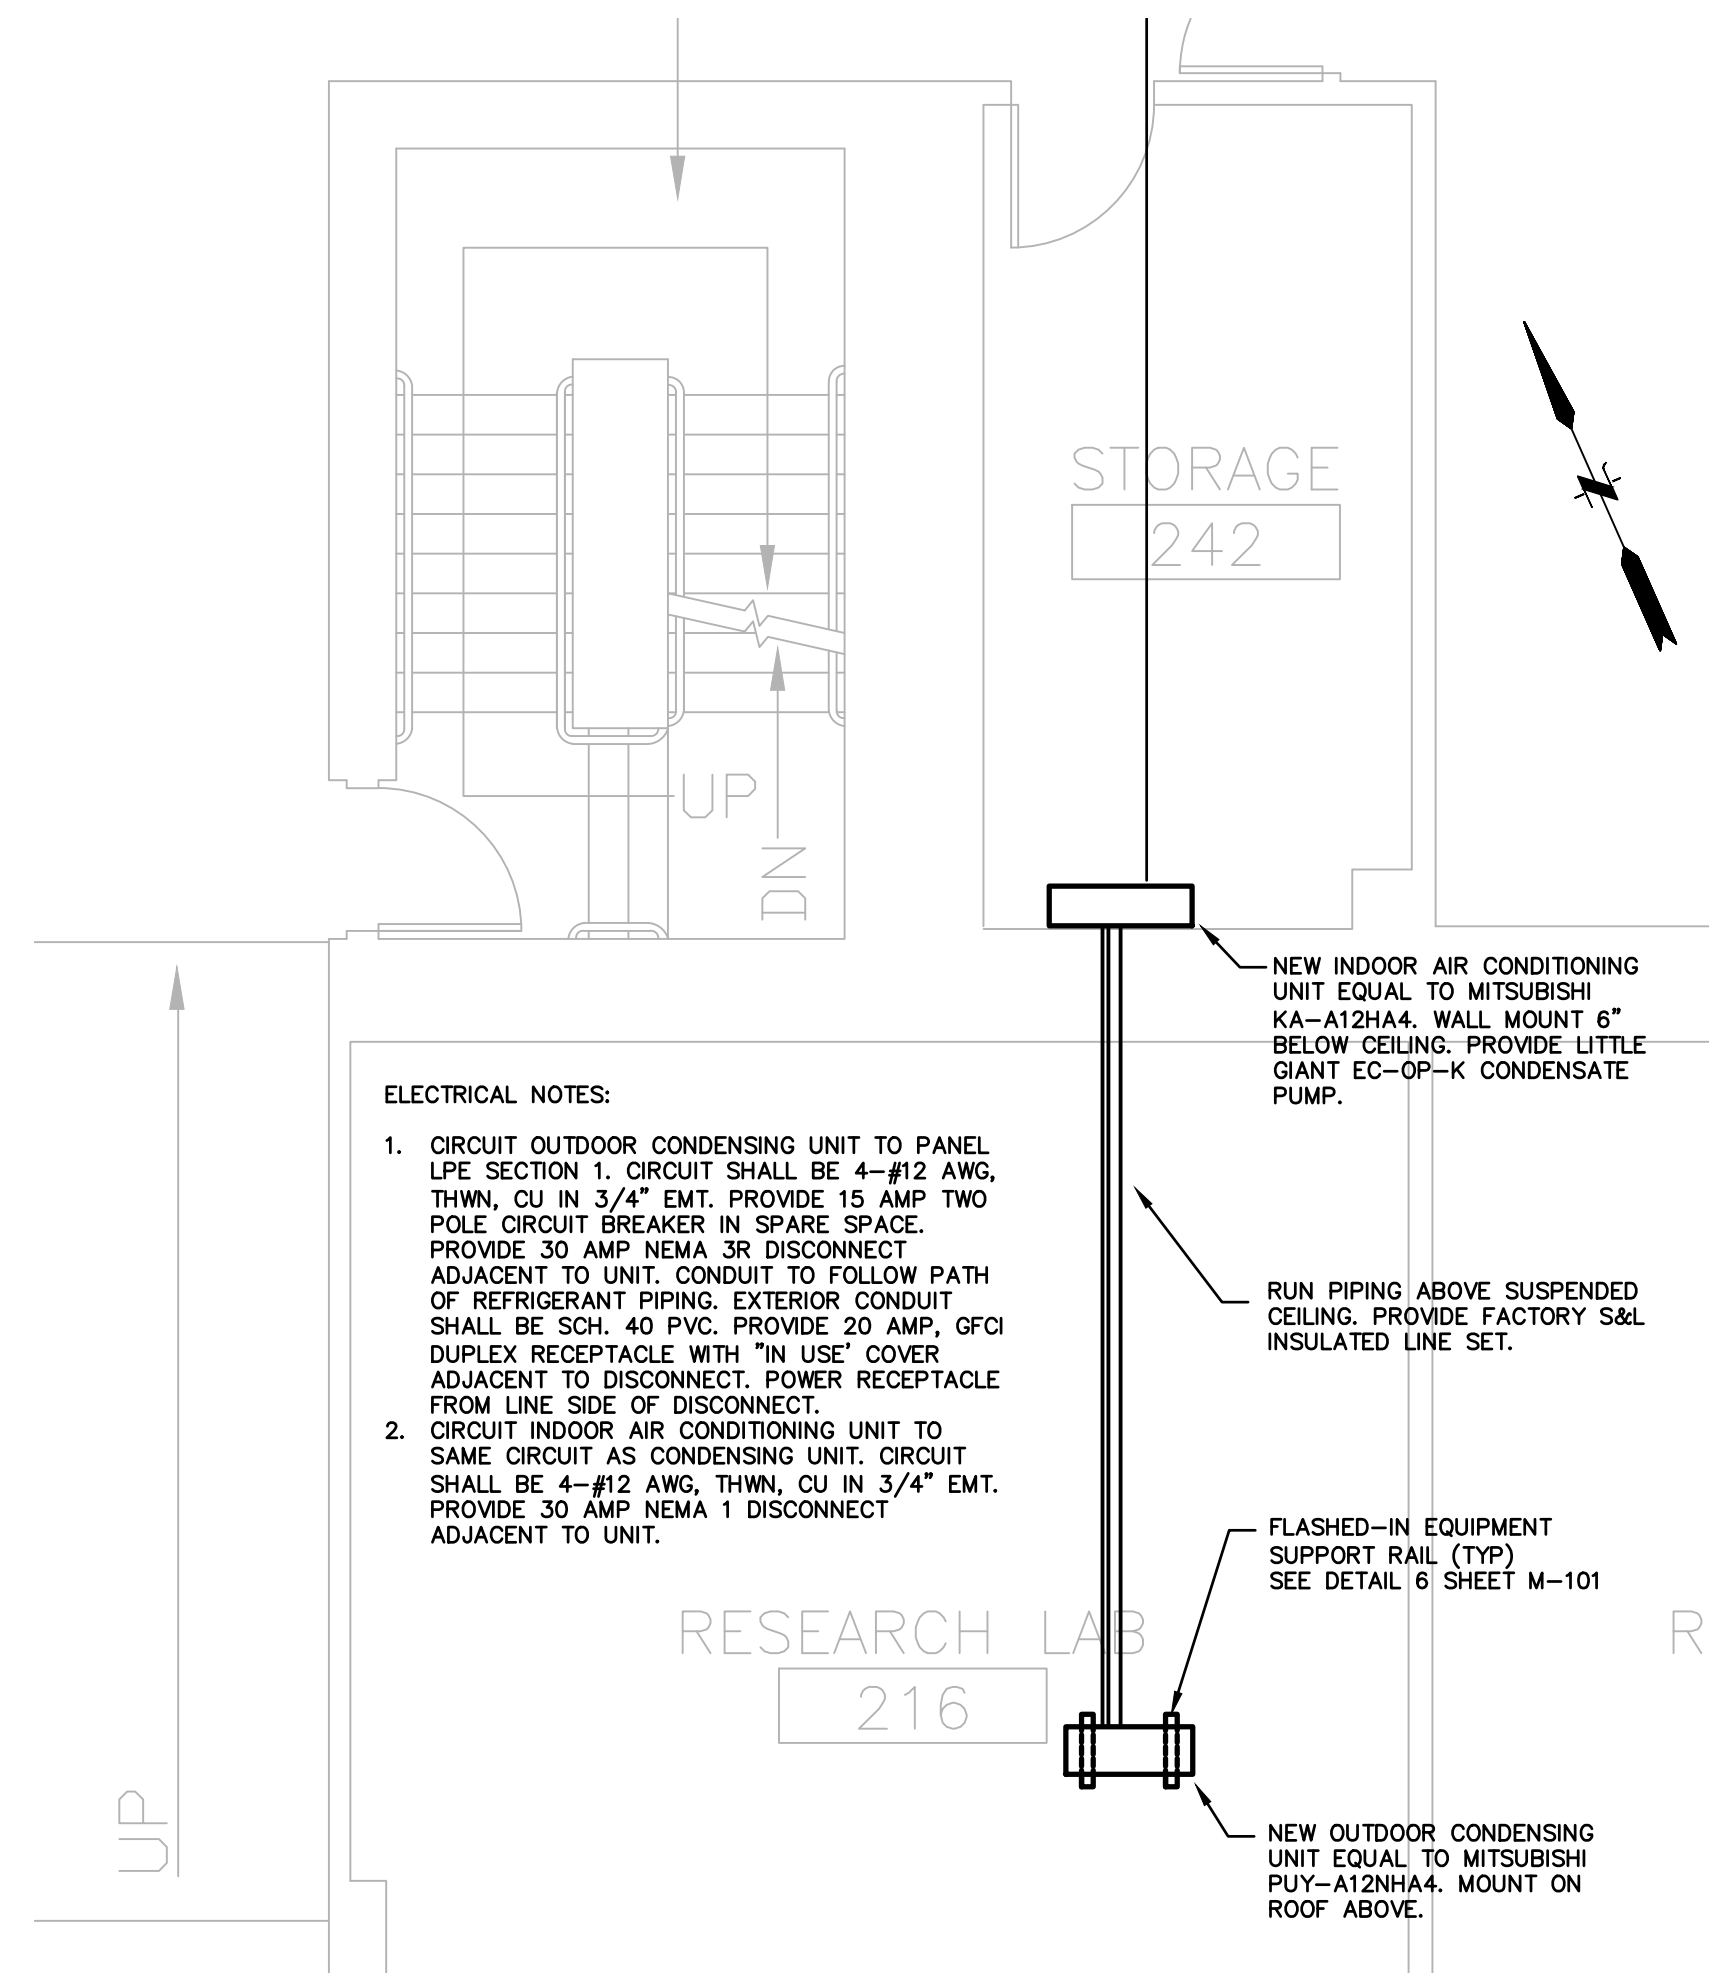 STORAGE
242
UP
DN
NEW INDOOR AIR CONDITIONING
UNIT EQUAL TO MITSUBISHI
KA-A12HA4. WALL MOUNT 6"
BELOW CEILING. PROVIDE LITTLE
GIANT EC-OP-K CONDENSATE
PUMP.
ELECTRICAL NOTES:
1. CIRCUIT OUTDOOR CONDENSING UNIT TO PANEL
LPE SECTION 1. CIRCUIT SHALL BE 4-#12 AWG,
THWN, CU IN 3/4" EMT. PROVIDE 15 AMP TWO
POLE CIRCUIT BREAKER IN SPARE SPACE.
PROVIDE 30 AMP NEMA 3R DISCONNECT
ADJACENT TO UNIT. CONDUIT TO FOLLOW PATH
OF REFRIGERANT PIPING. EXTERIOR CONDUIT
SHALL BE SCH. 40 PVC. PROVIDE 20 AMP, GFCI
DUPLEX RECEPTACLE WITH "IN USE' COVER
ADJACENT TO DISCONNECT. POWER RECEPTACLE
FROM LINE SIDE OF DISCONNECT.
2. CIRCUIT INDOOR AIR CONDITIONING UNIT TO
SAME CIRCUIT AS CONDENSING UNIT. CIRCUIT
SHALL BE 4-#12 AWG, THWN, CU IN 3/4" EMT.
PROVIDE 30 AMP NEMA 1 DISCONNECT
ADJACENT TO UNIT.
RUN PIPING ABOVE SUSPENDED
CEILING. PROVIDE FACTORY S&L
INSULATED LINE SET.
FLASHED-IN EQUIPMENT
SUPPORT RAIL (TYP)
SEE DETAIL 6 SHEET M-101
RESEARCH LAB
216
R
UP
NEW OUTDOOR CONDENSING
UNIT EQUAL TO MITSUBISHI
PUY-A12NHA4. MOUNT ON
ROOF ABOVE.